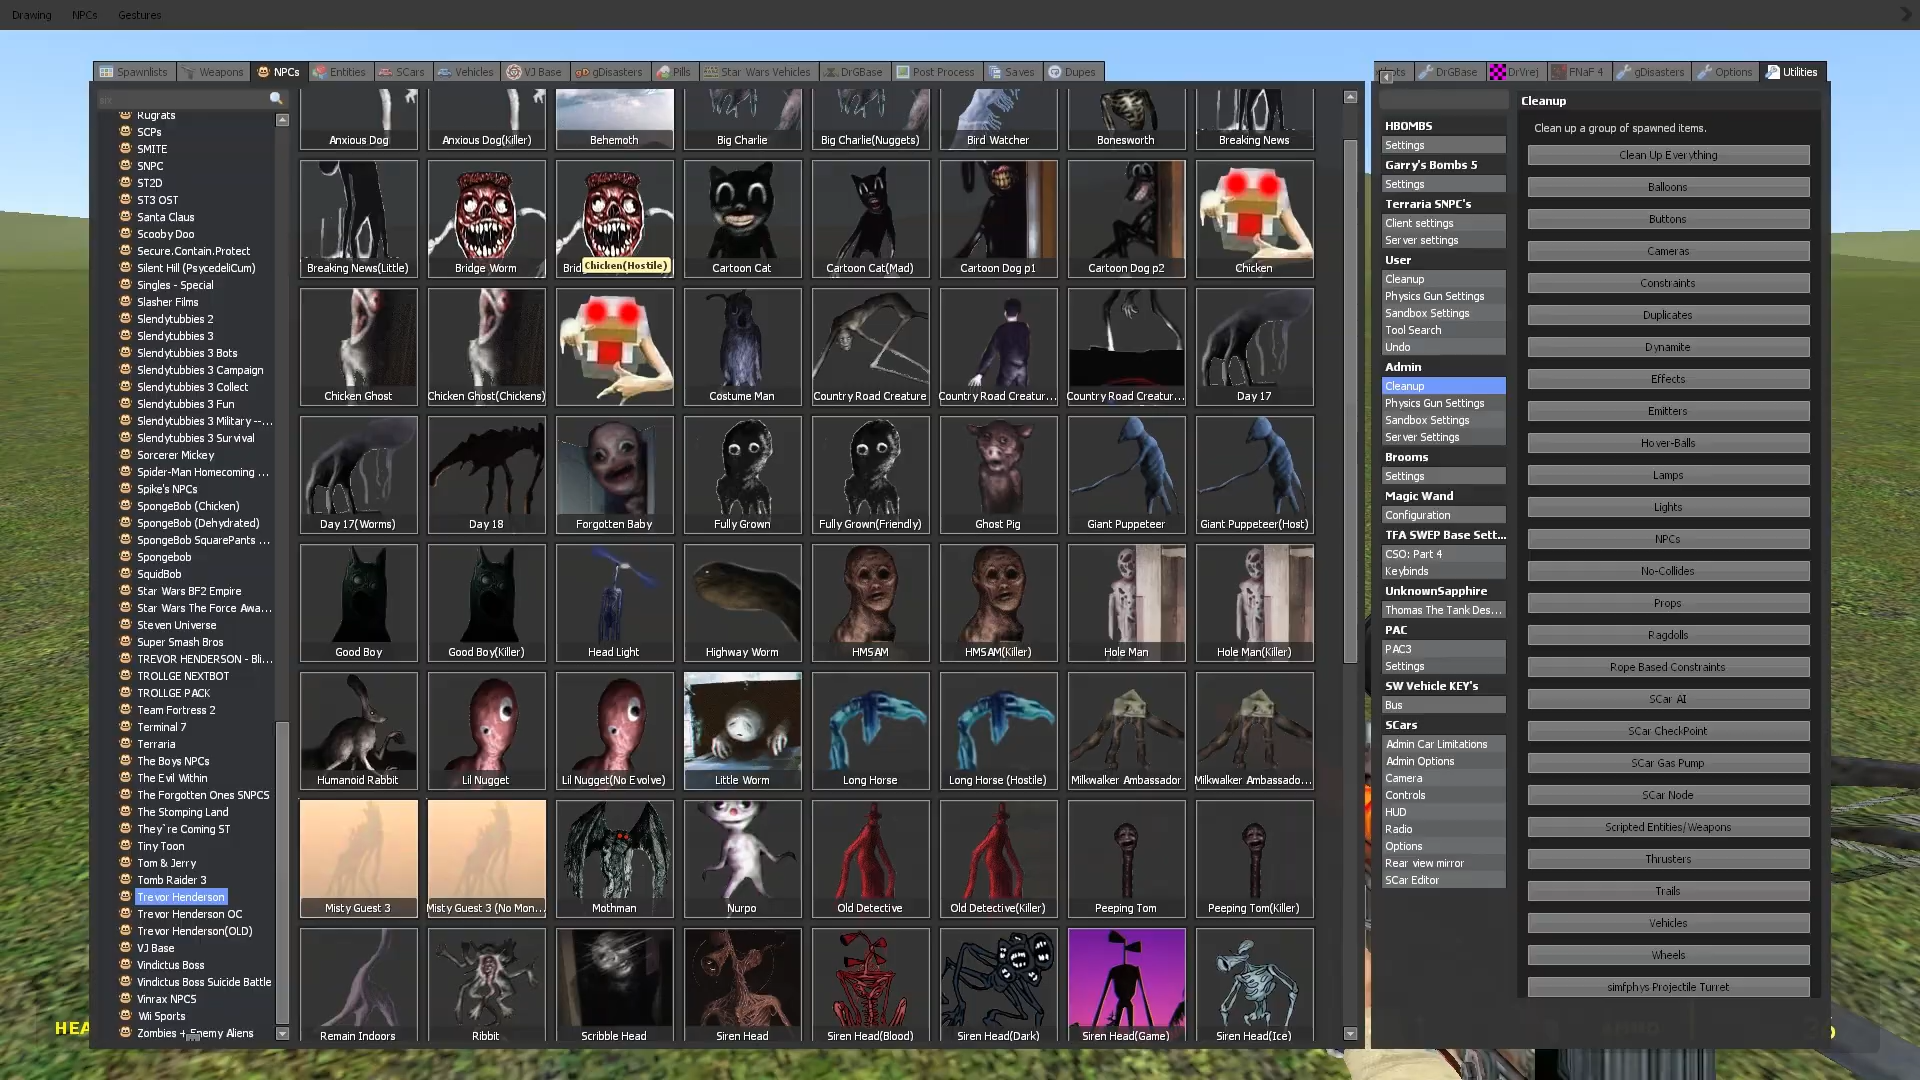 Drawing NPCs Gestures
Spawnlists Weapons NPCs Entities SCars Vehicles VJ Base gDisasters Pills Star Wars Vehicles DrGBase Post Process Saves Dupes
DrGBase DrVrej FNaF 4 gDisasters Options Utilities
Rugrats
SCPs
SMITE
SNPC
ST2D
ST3 OST
Santa Claus
Scooby Doo
Secure.Contain.Protect
Silent Hill (PsycedeliCum)
Singles - Special
Slasher Films
Slendytubbies 2
Slendytubbies 3
Slendytubbies 3 Bots
Slendytubbies 3 Campaign
Slendytubbies 3 Collect
Slendytubbies 3 Fun
Slendytubbies 3 Military --...
Slendytubbies 3 Survival
Sorcerer Mickey
Spider-Man Homecoming ...
Spike's NPCs
SpongeBob (Chicken)
SpongeBob (Dehydrated)
SpongeBob SquarePants ...
Spongebob
SquidBob
Star Wars BF2 Empire
Star Wars The Force Awa...
Steven Universe
Super Smash Bros
TREVOR HENDERSON - Bli...
TROLLGE NEXTBOT
TROLLGE PACK
Team Fortress 2
Terminal 7
Terraria
The Boys NPCs
The Evil Within
The Forgotten Ones SNPCS
The Stomping Land
They`re Coming ST
Tiny Toon
Tom & Jerry
Tomb Raider 3
Trevor Henderson
Trevor Henderson OC
Trevor Henderson(OLD)
VJ Base
Vindictus Boss
Vindictus Boss Suicide Battle
Vinrax NPCS
Wii Sports
Zombies + Enemy Aliens
HEA
Anxious Dog Anxious Dog(Killer) Behemoth Big Charlie Big Charlie(Nuggets) Bird Watcher Bonesworth Breaking News
Breaking News(Little) Bridge Worm Brid Chicken(Hostile) Cartoon Cat Cartoon Cat(Mad) Cartoon Dog p1 Cartoon Dog p2 Chicken
Chicken Ghost Chicken Ghost(Chickens) Costume Man Country Road Creature Country Road Creatur... Country Road Creatur... Day 17
Day 17(Worms) Day 18 Forgotten Baby Fully Grown Fully Grown(Friendly) Ghost Pig Giant Puppeteer Giant Puppeteer(Host)
Good Boy Good Boy(Killer) Head Light Highway Worm HMSAM HMSAM(Killer) Hole Man Hole Man(Killer)
Humanoid Rabbit Lil Nugget Lil Nugget(No Evolve) Little Worm Long Horse Long Horse (Hostile) Milkwalker Ambassador Milkwalker Ambassado...
Misty Guest 3 Misty Guest 3 (No Mon... Mothman Nurpo Old Detective Old Detective(Killer) Peeping Tom Peeping Tom(Killer)
Remain Indoors Ribbit Scribble Head Siren Head Siren Head(Blood) Siren Head(Dark) Siren Head(Game) Siren Head(Ice)
HBOMBS
Settings
Garry's Bombs 5
Settings
Terraria SNPC's
Client settings
Server settings
User
Cleanup
Physics Gun Settings
Sandbox Settings
Tool Search
Undo
Admin
Cleanup
Physics Gun Settings
Sandbox Settings
Server Settings
Brooms
Settings
Magic Wand
Configuration
TFA SWEP Base Sett...
CSO: Part 4
Keybinds
UnknownSapphire
Thomas The Tank Des...
PAC
PAC3
Settings
SW Vehicle KEY's
Bus
SCars
Admin Car Limitations
Admin Options
Camera
Controls
HUD
Radio
Options
Rear view mirror
SCar Editor
Cleanup
Clean up a group of spawned items.
Clean Up Everything
Balloons
Buttons
Cameras
Constraints
Duplicates
Dynamite
Effects
Emitters
Hover-Balls
Lamps
Lights
NPCs
No-Collides
Props
Ragdolls
Rope Based Constraints
SCar AI
SCar CheckPoint
SCar Gas Pump
SCar Node
Scripted Entities/Weapons
Thrusters
Trails
Vehicles
Wheels
simfphys Projectile Turret